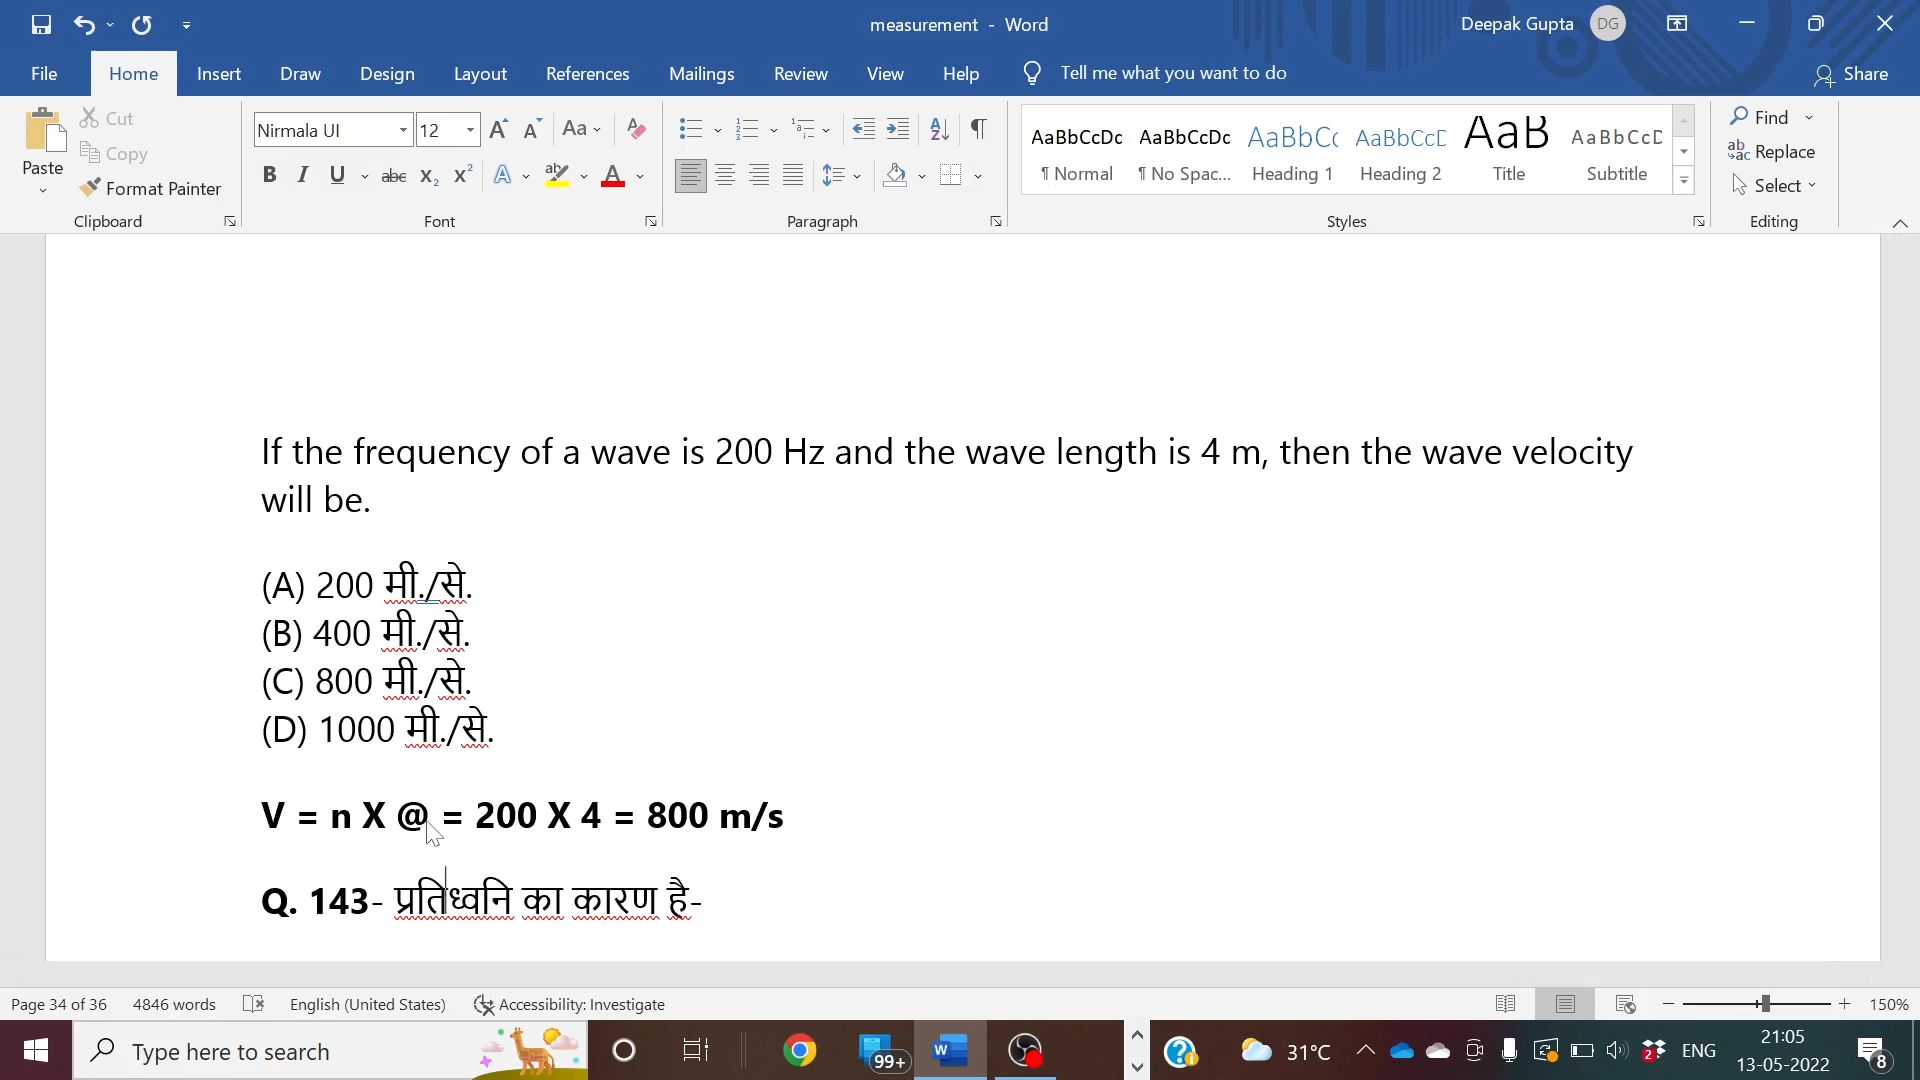 measurement - Word
Deepak Gupta DG
File Home Insert Draw Design Layout References Mailings Review View Help Tell me what you want to do Share
Paste Cut Copy Format Painter
Clipboard
Nirmala UI 12
Font
Paragraph
AaBbCcDc AaBbCcDc AaBbCc AaBbCcD AaB AaBbCcD
¶ Normal ¶ No Spac... Heading 1 Heading 2 Title Subtitle
Styles
Find
Replace
Select
Editing
If the frequency of a wave is 200 Hz and the wave length is 4 m, then the wave velocity
will be.
(A) 200 मी./से.
(B) 400 मी./से.
(C) 800 मी./से.
(D) 1000 मी./से.
V = n X @ = 200 X 4 = 800 m/s
Q. 143- प्रतिध्वनि का कारण है-
Page 34 of 36 4846 words English (United States) Accessibility: Investigate 150%
Type here to search 99+ 31°C 2 ENG 21:05
13-05-2022 8